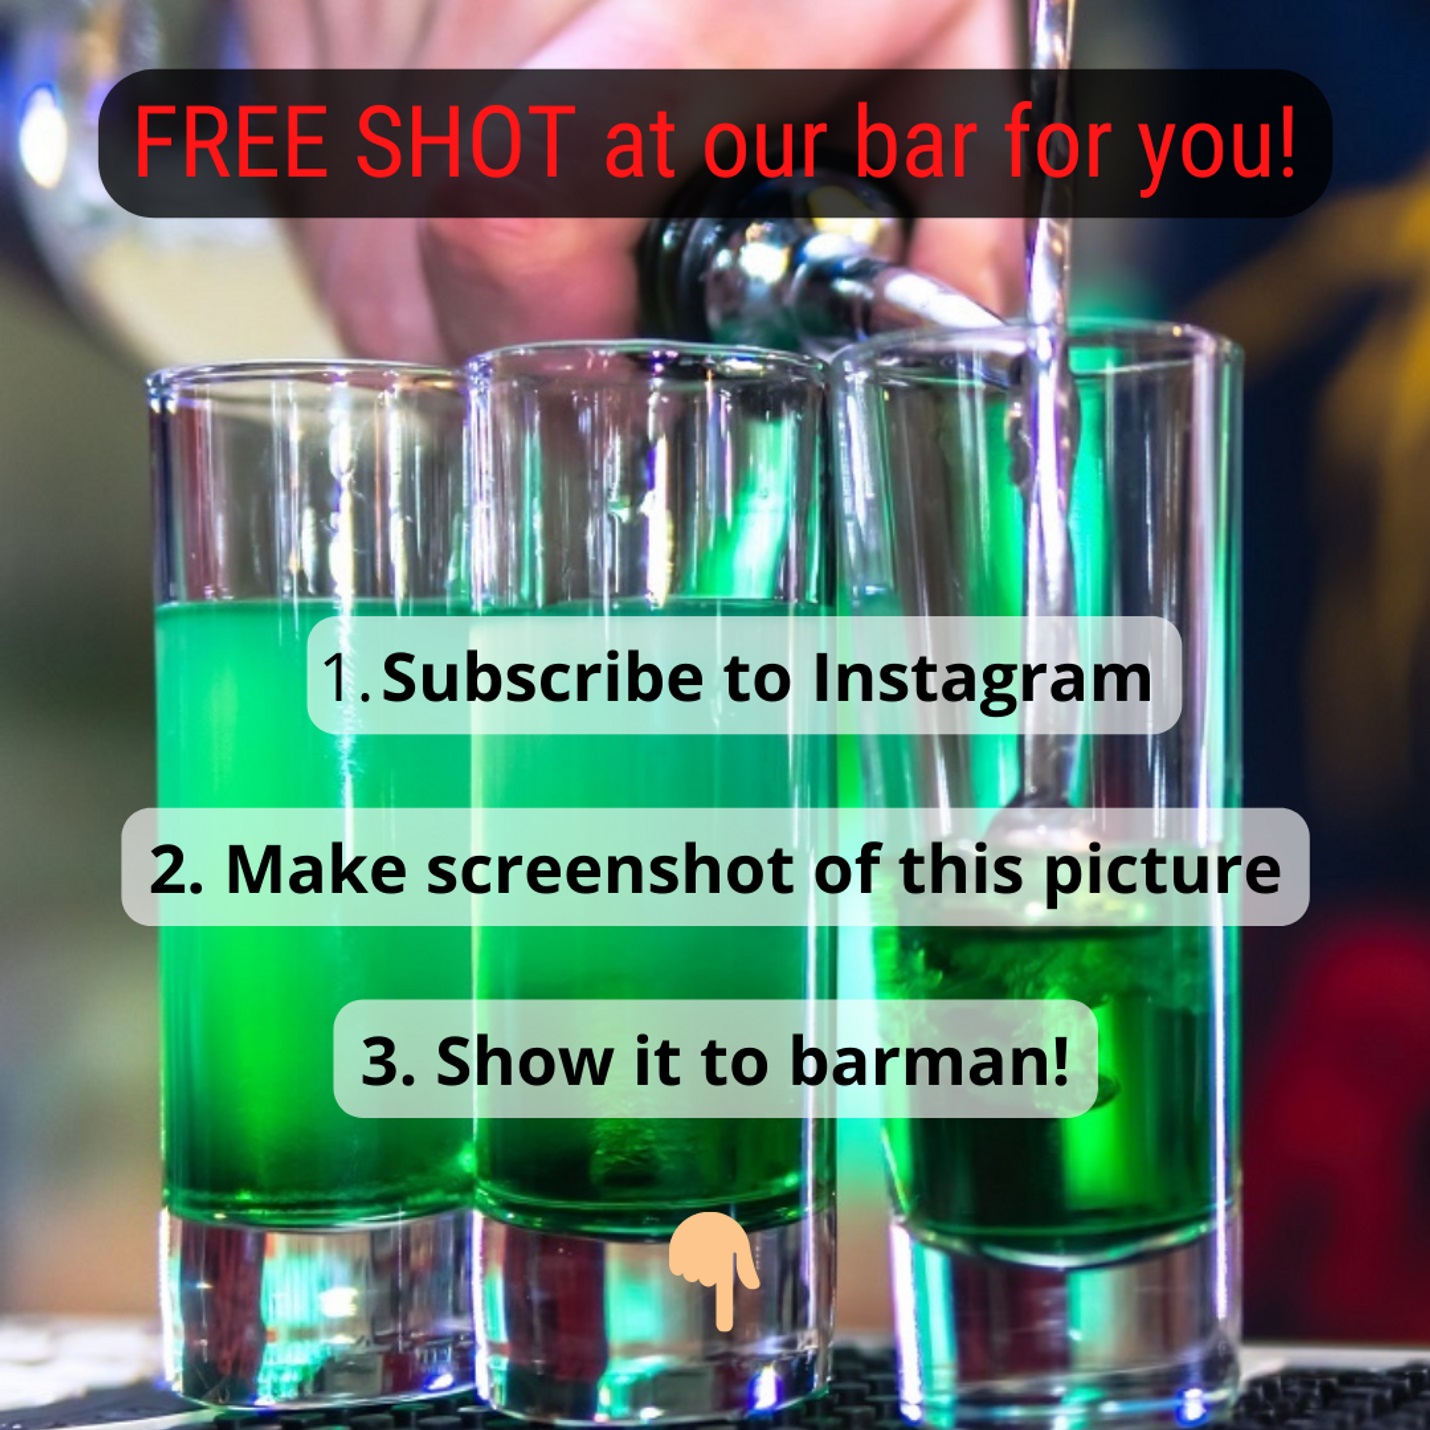 FREE SHOT at our bar for you!
1. Subscribe to Instagram
2. Make screenshot of this picture
3. Show it to barman!